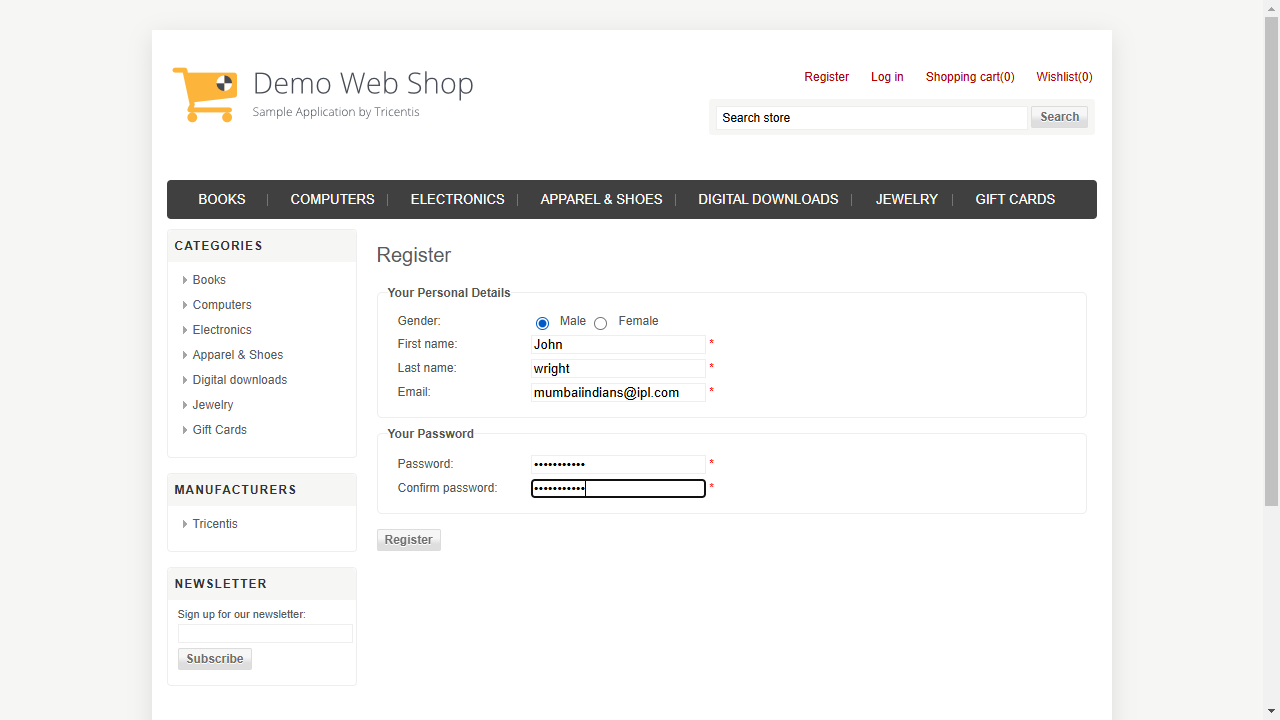 Demo Web Shop
Sample Application by Tricentis
Register Log in Shopping cart(0) Wishlist(0)
Search store Search
BOOKS COMPUTERS ELECTRONICS APPAREL & SHOES DIGITAL DOWNLOADS JEWELRY GIFT CARDS
CATEGORIES
Books
Computers
Electronics
Apparel & Shoes
Digital downloads
Jewelry
Gift Cards
MANUFACTURERS
Tricentis
NEWSLETTER
Sign up for our newsletter:
Subscribe
Register
Your Personal Details
Gender: Male Female
First name: John *
Last name: wright *
Email: mumbaiindians@ipl.com *
Your Password
Password: ••••••••••• *
Confirm password: ••••••••••• *
Register